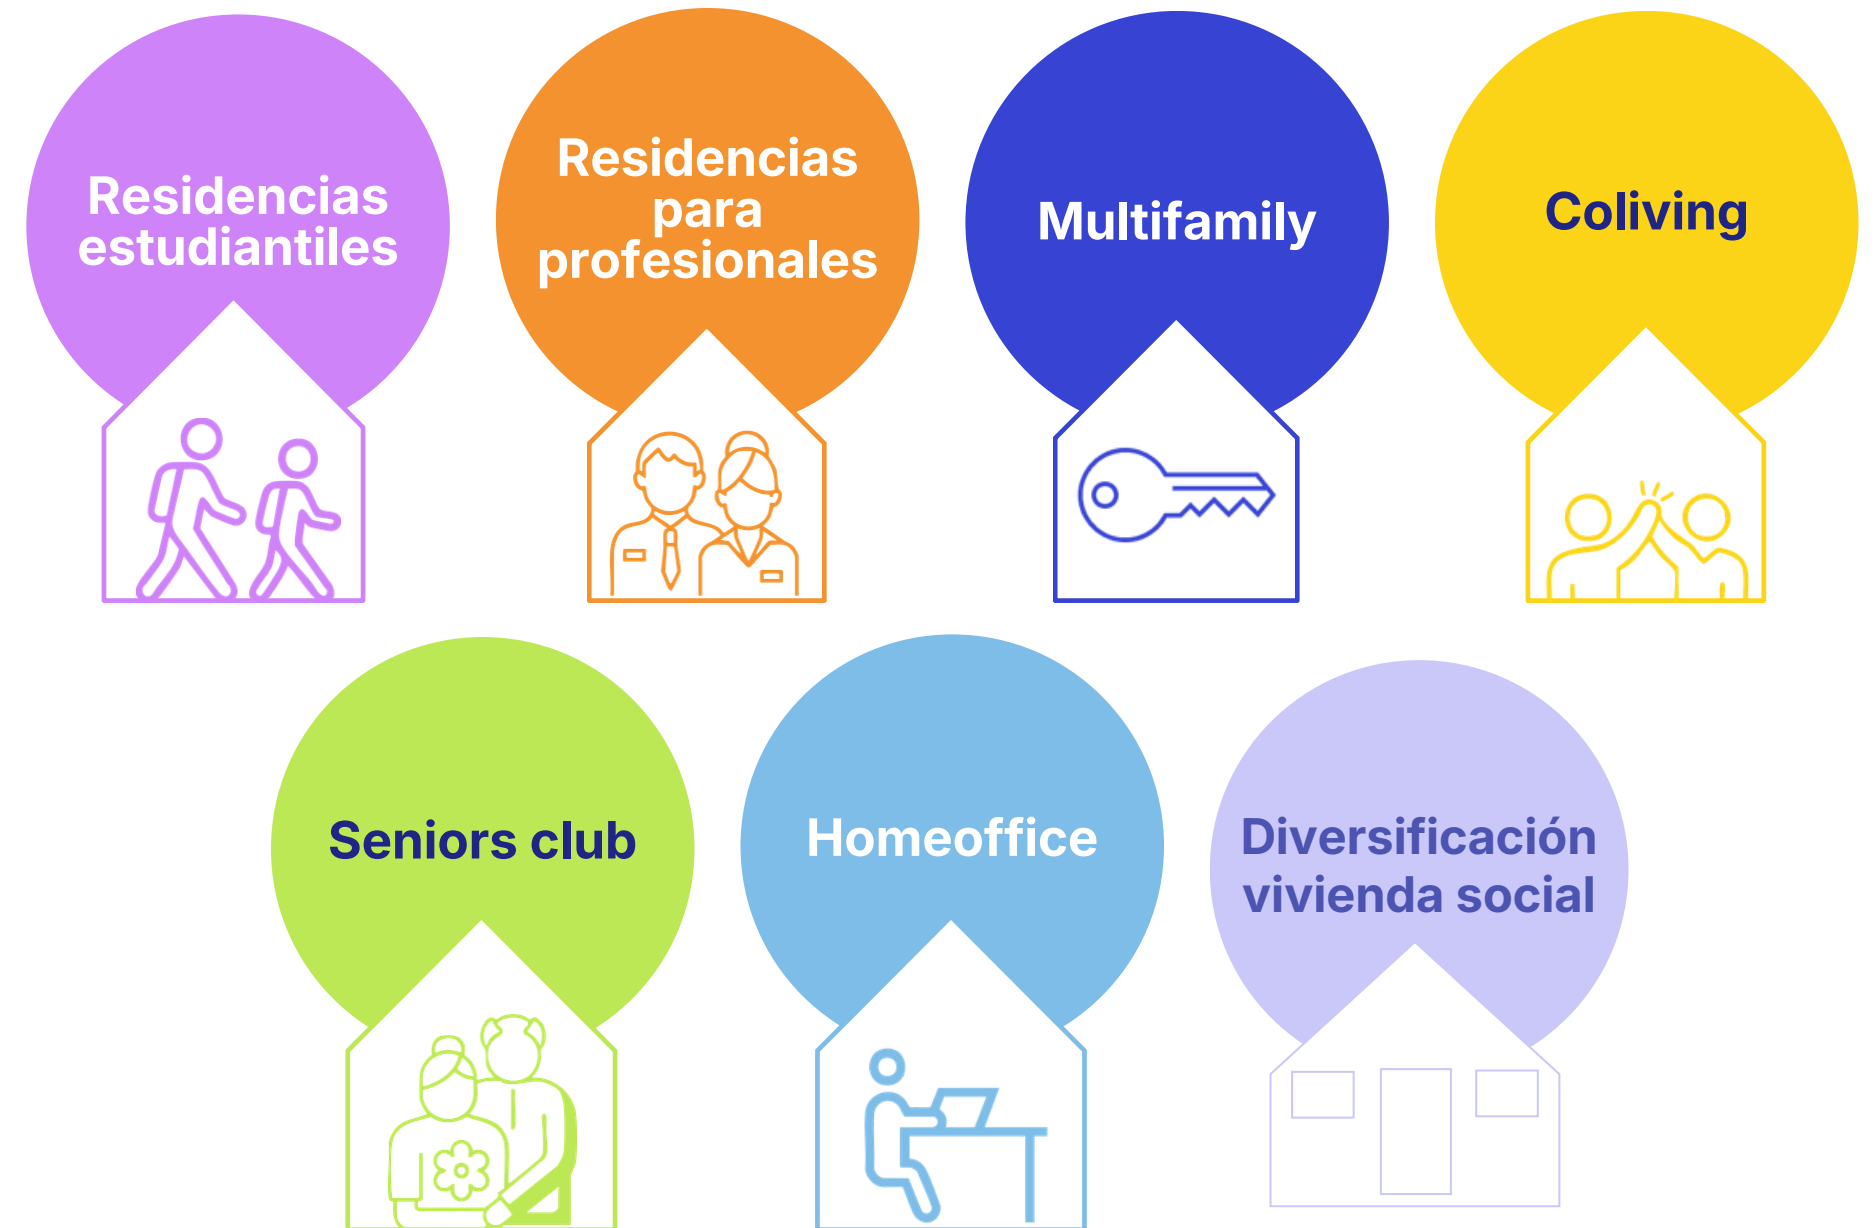 Residencias
estudiantiles
Residencias
para
profesionales
Multifamily
Coliving
Seniors club
Homeoffice
Diversificación
vivienda social